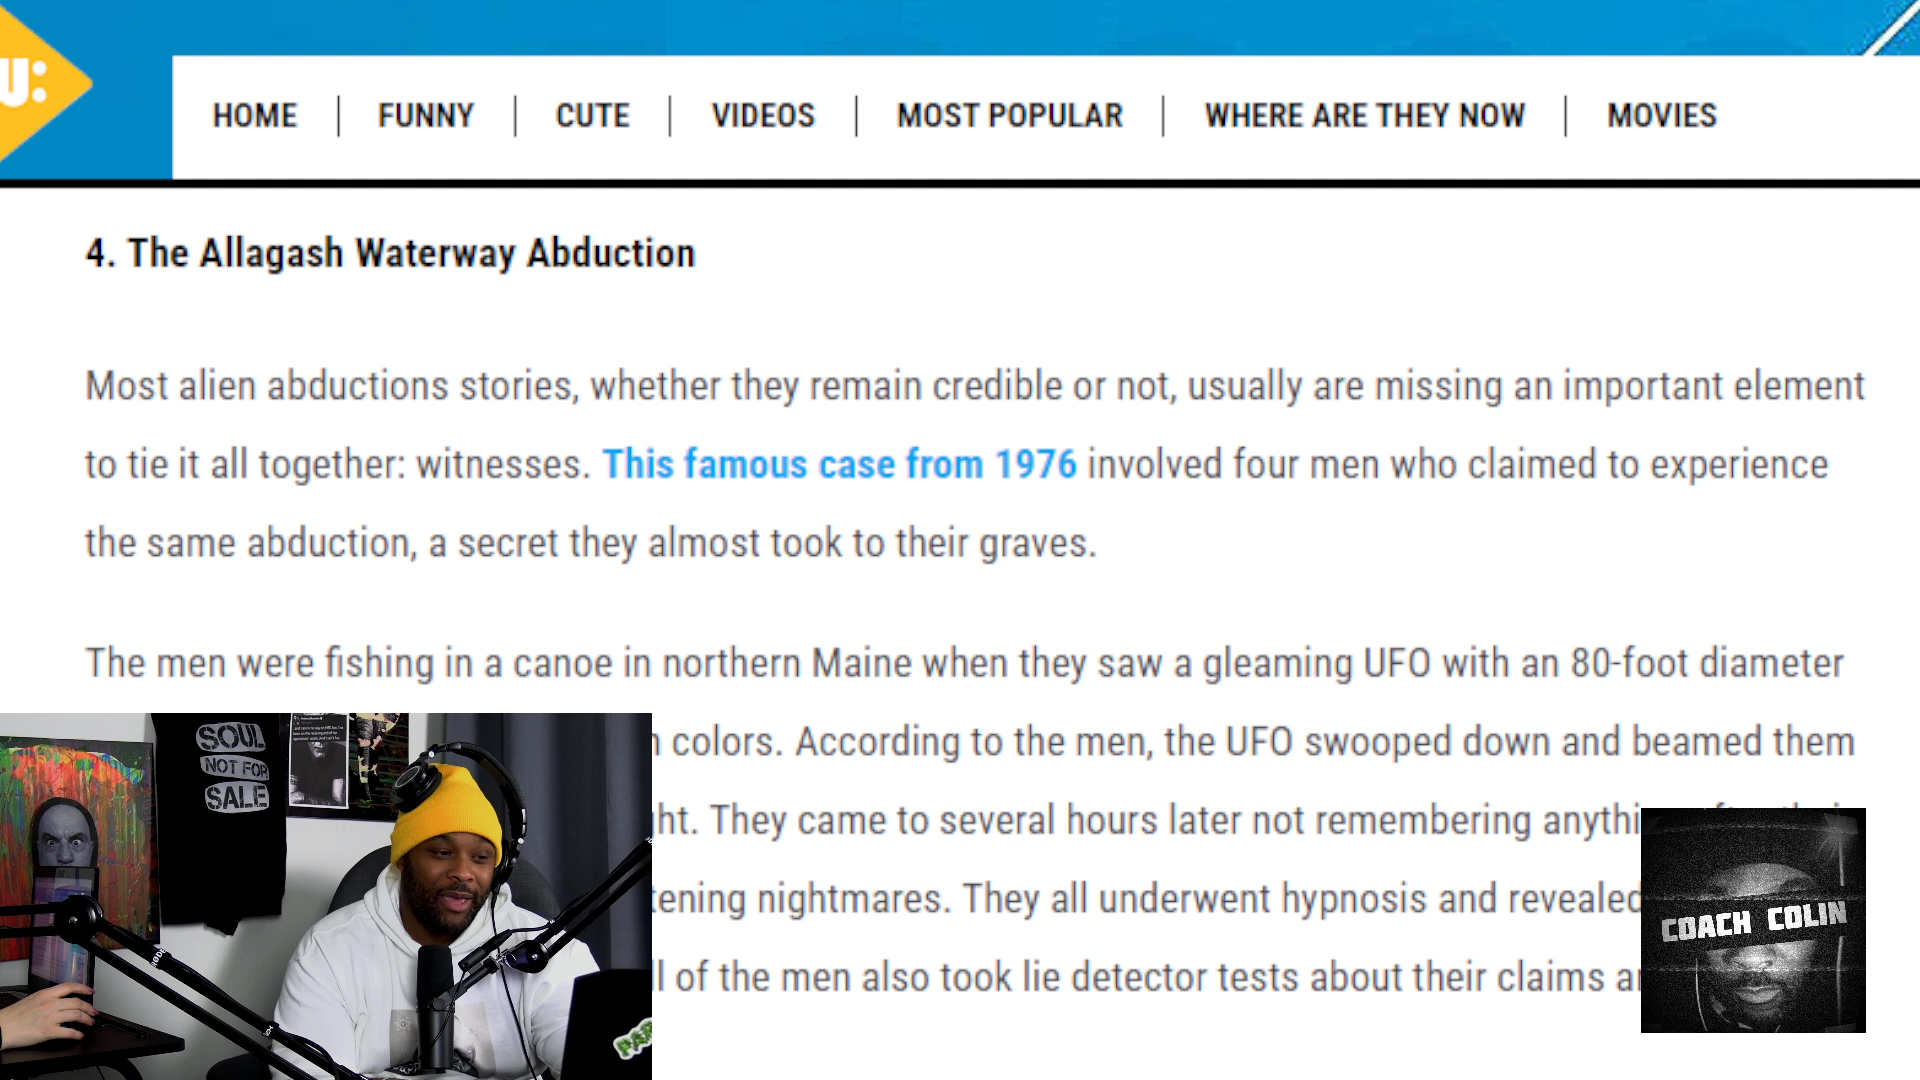 U:
HOME | FUNNY | CUTE | VIDEOS | MOST POPULAR | WHERE ARE THEY NOW | MOVIES
4. The Allagash Waterway Abduction
Most alien abductions stories, whether they remain credible or not, usually are missing an important element
to tie it all together: witnesses. This famous case from 1976 involved four men who claimed to experience
the same abduction, a secret they almost took to their graves.
The men were fishing in a canoe in northern Maine when they saw a gleaming UFO with an 80-foot diameter
colors. According to the men, the UFO swooped down and beamed them
ht. They came to several hours later not remembering anythi
tening nightmares. They all underwent hypnosis and revealed
ll of the men also took lie detector tests about their claims
SOUL
NOT FOR
SALE
RODE
COACH COLIN